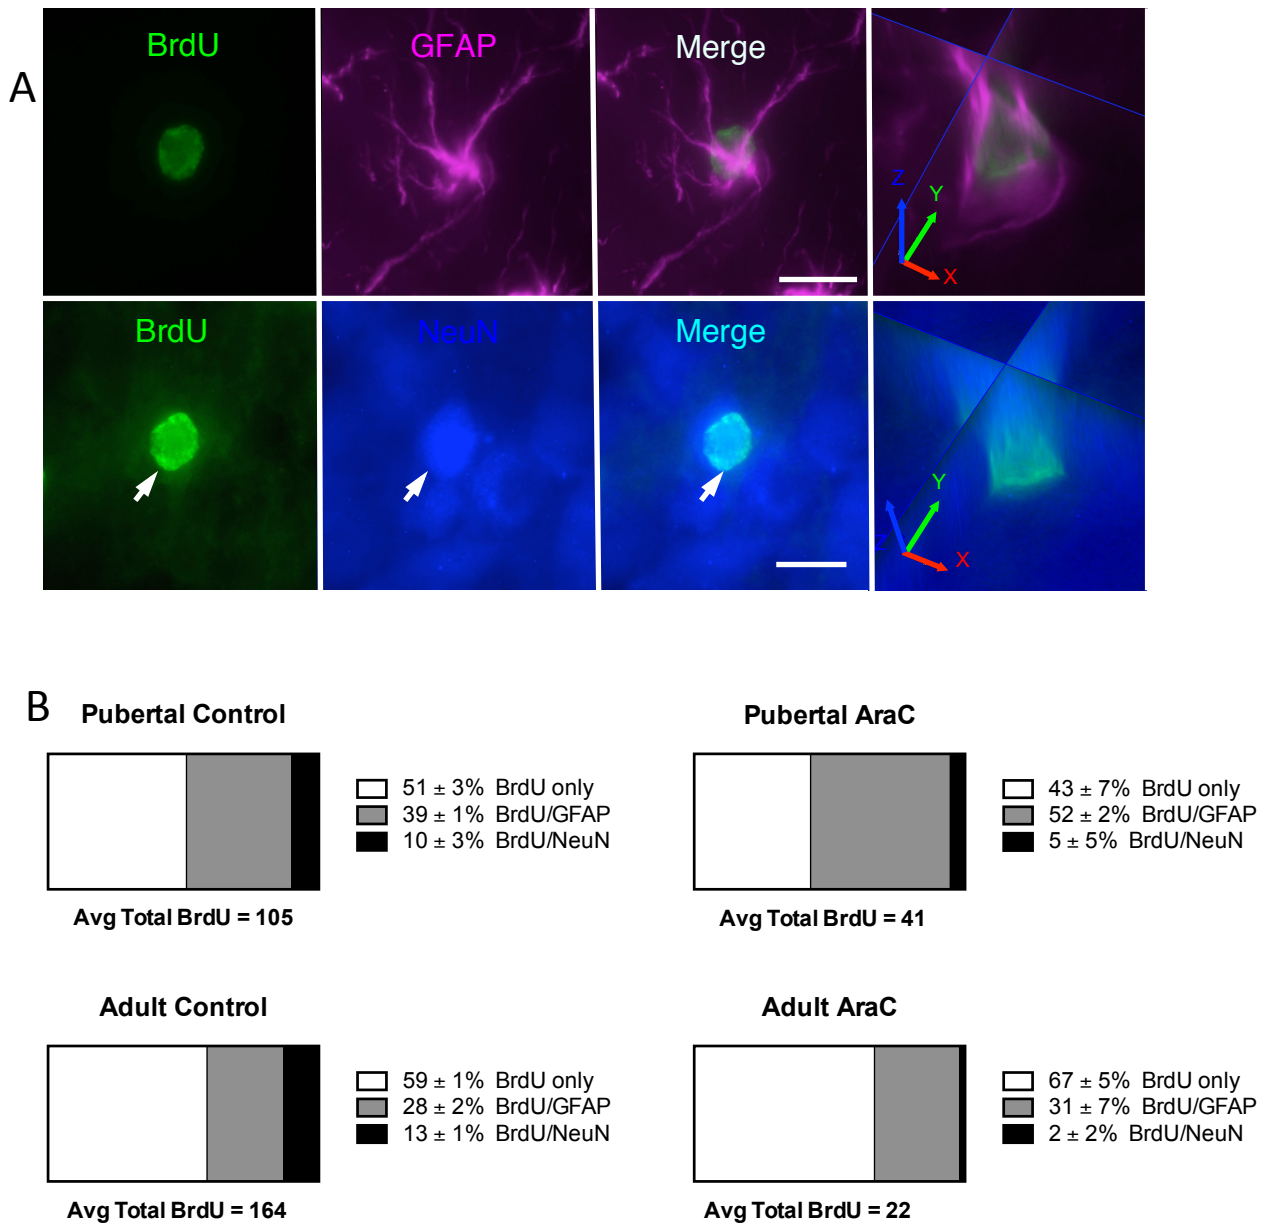 A
BrdU GFAP Merge
Z Y X
BrdU NeuN Merge
Z Y X
B
Pubertal Control
51 ± 3% BrdU only
39 ± 1% BrdU/GFAP
10 ± 3% BrdU/NeuN
Avg Total BrdU = 105
Pubertal AraC
43 ± 7% BrdU only
52 ± 2% BrdU/GFAP
5 ± 5% BrdU/NeuN
Avg Total BrdU = 41
Adult Control
59 ± 1% BrdU only
28 ± 2% BrdU/GFAP
13 ± 1% BrdU/NeuN
Avg Total BrdU = 164
Adult AraC
67 ± 5% BrdU only
31 ± 7% BrdU/GFAP
2 ± 2% BrdU/NeuN
Avg Total BrdU = 22